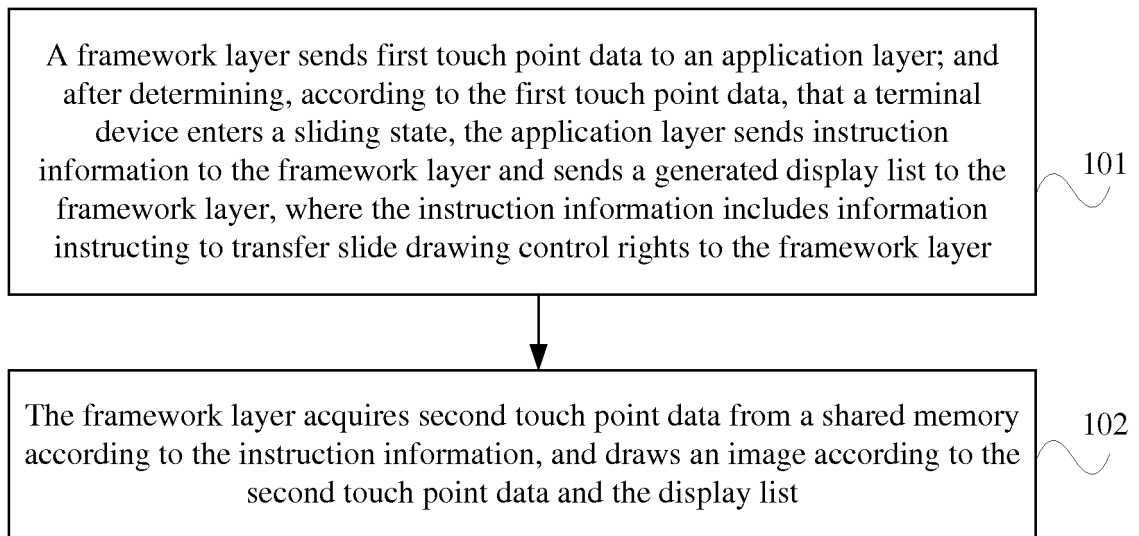 A framework layer sends first touch point data to an application layer; and
after determining, according to the first touch point data, that a terminal
device enters a sliding state, the application layer sends instruction
information to the framework layer and sends a generated display list to the
framework layer, where the instruction information includes information
instructing to transfer slide drawing control rights to the framework layer
101
The framework layer acquires second touch point data from a shared memory
according to the instruction information, and draws an image according to the
second touch point data and the display list
102